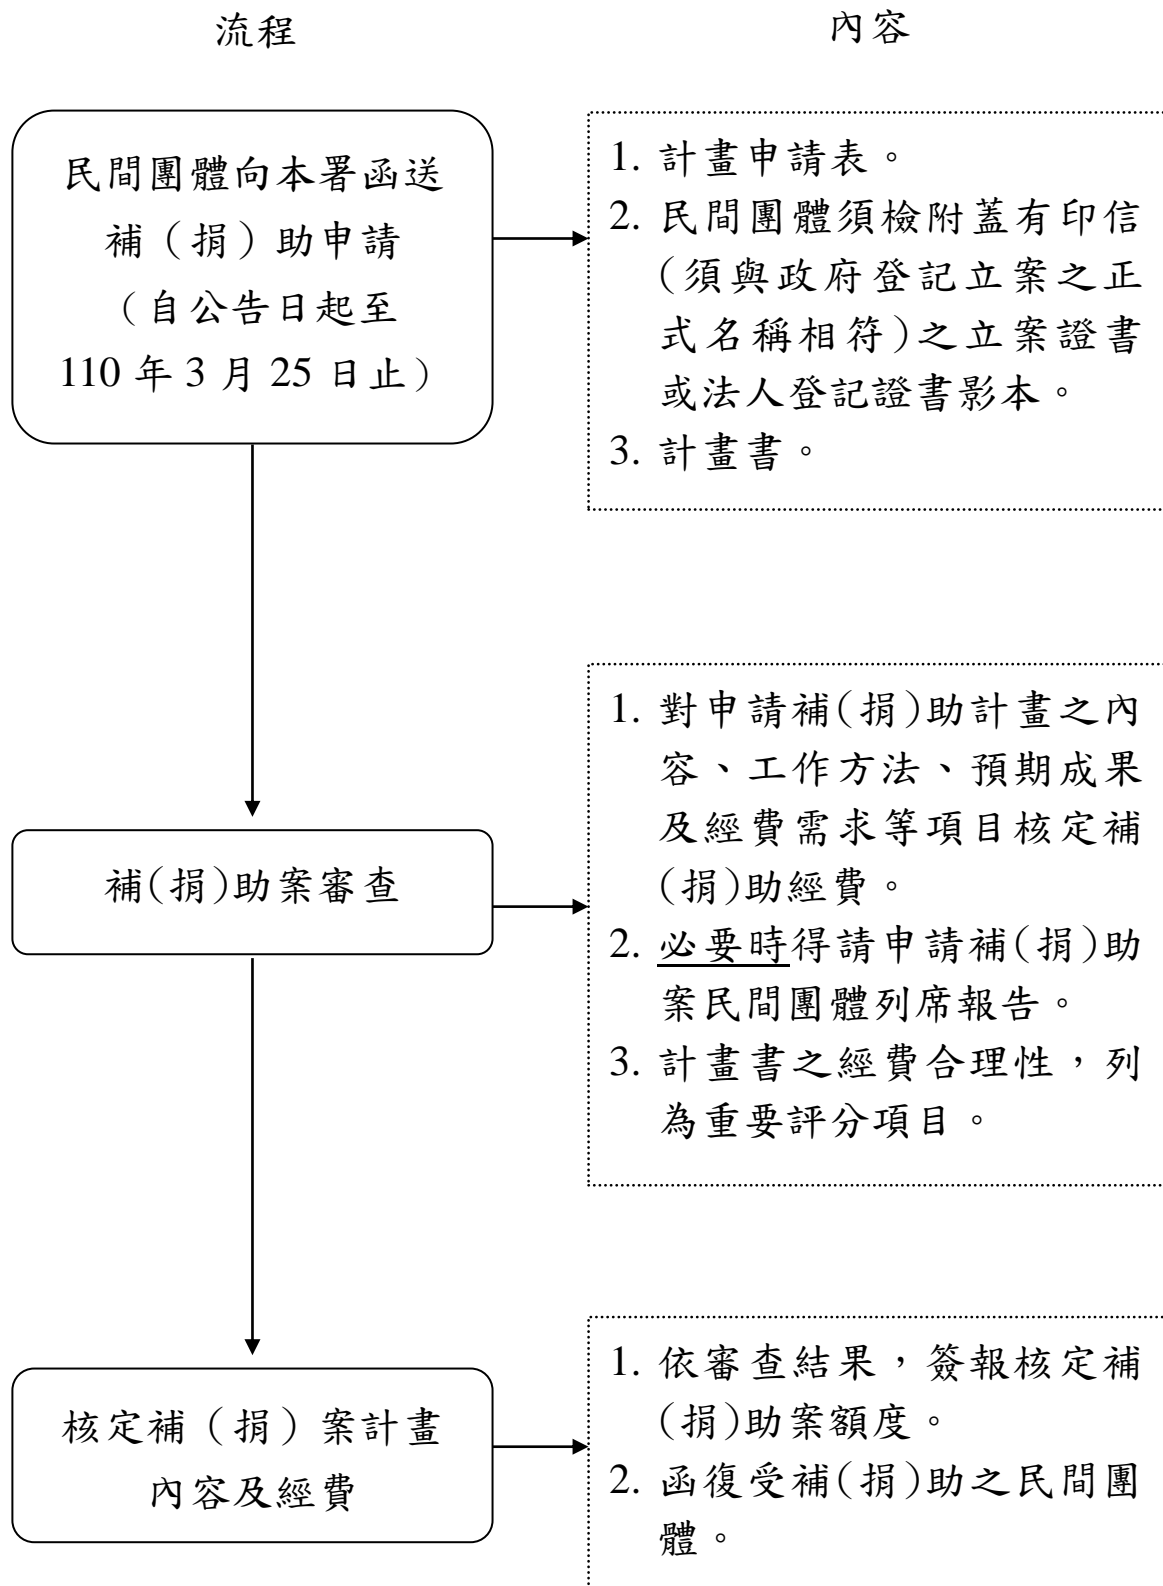 流程
內容
民間團體向本署函送
補（捐）助申請
（自公告日起至
110 年 3 月 25 日止）
1. 計畫申請表。
2. 民間團體須檢附蓋有印信
(須與政府登記立案之正
式名稱相符)之立案證書
或法人登記證書影本。
3. 計畫書。
補(捐)助案審查
1. 對申請補(捐)助計畫之內
容、工作方法、預期成果
及經費需求等項目核定補
(捐)助經費。
2. 必要時得請申請補(捐)助
案民間團體列席報告。
3. 計畫書之經費合理性，列
為重要評分項目。
核定補（捐）案計畫
內容及經費
1. 依審查結果，簽報核定補
(捐)助案額度。
2. 函復受補(捐)助之民間團
體。